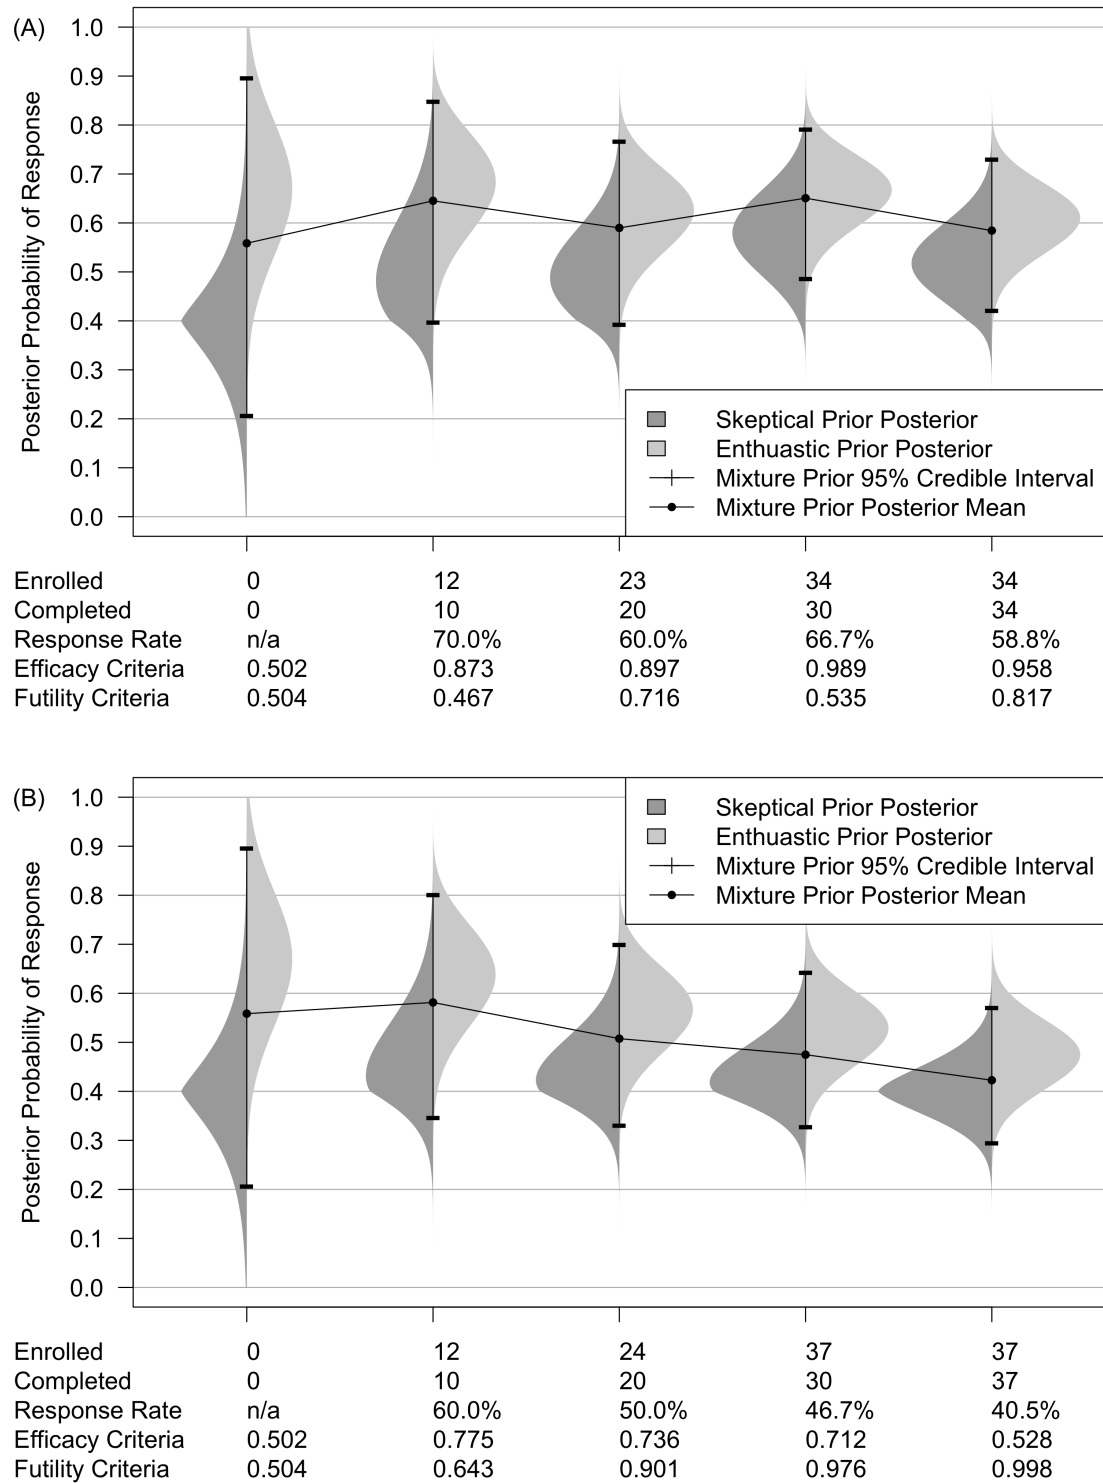 (A)
Posterior Probability of Response
1.0
0.9
0.8
0.7
0.6
0.5
0.4
0.3
0.2
0.1
0.0
Skeptical Prior Posterior
Enthuastic Prior Posterior
Mixture Prior 95% Credible Interval
Mixture Prior Posterior Mean
Enrolled 0 12 23 34 34
Completed 0 10 20 30 34
Response Rate n/a 70.0% 60.0% 66.7% 58.8%
Efficacy Criteria 0.502 0.873 0.897 0.989 0.958
Futility Criteria 0.504 0.467 0.716 0.535 0.817
(B)
Posterior Probability of Response
1.0
0.9
0.8
0.7
0.6
0.5
0.4
0.3
0.2
0.1
0.0
Skeptical Prior Posterior
Enthuastic Prior Posterior
Mixture Prior 95% Credible Interval
Mixture Prior Posterior Mean
Enrolled 0 12 24 37 37
Completed 0 10 20 30 37
Response Rate n/a 60.0% 50.0% 46.7% 40.5%
Efficacy Criteria 0.502 0.775 0.736 0.712 0.528
Futility Criteria 0.504 0.643 0.901 0.976 0.998